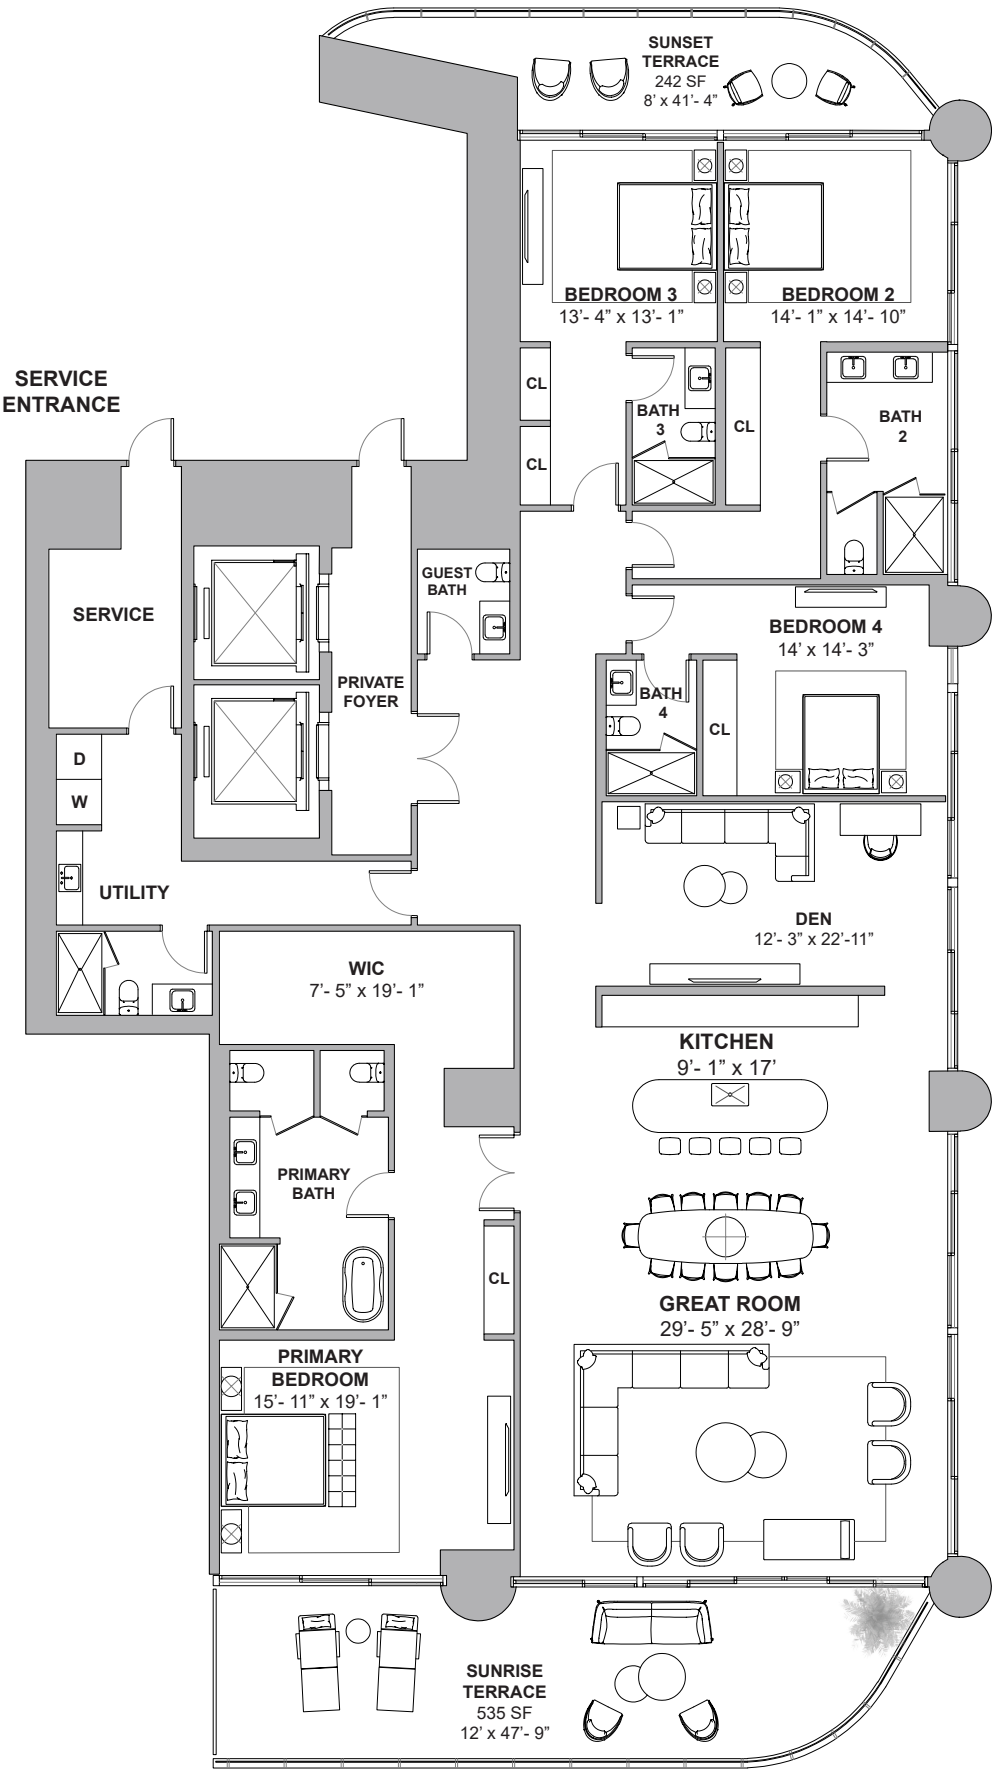 SUNSET
TERRACE
242 SF
8’ x 41’- 4”
BEDROOM 3
13’- 4” x 13’- 1”
BEDROOM 2
14’- 1” x 14’- 10”
SERVICE
ENTRANCE
CL
BATH
3
CL
BATH
2
CL
GUEST
BATH
SERVICE
BEDROOM 4
14’ x 14’- 3”
PRIVATE
FOYER
BATH
4
CL
D
W
UTILITY
DEN
12’- 3” x 22’-11”
WIC
7’- 5” x 19’- 1”
KITCHEN
9’- 1” x 17’
PRIMARY
BATH
CL
GREAT ROOM
29’- 5” x 28’- 9”
PRIMARY
BEDROOM
15’- 11” x 19’- 1”
SUNRISE
TERRACE
535 SF
12’ x 47’- 9”